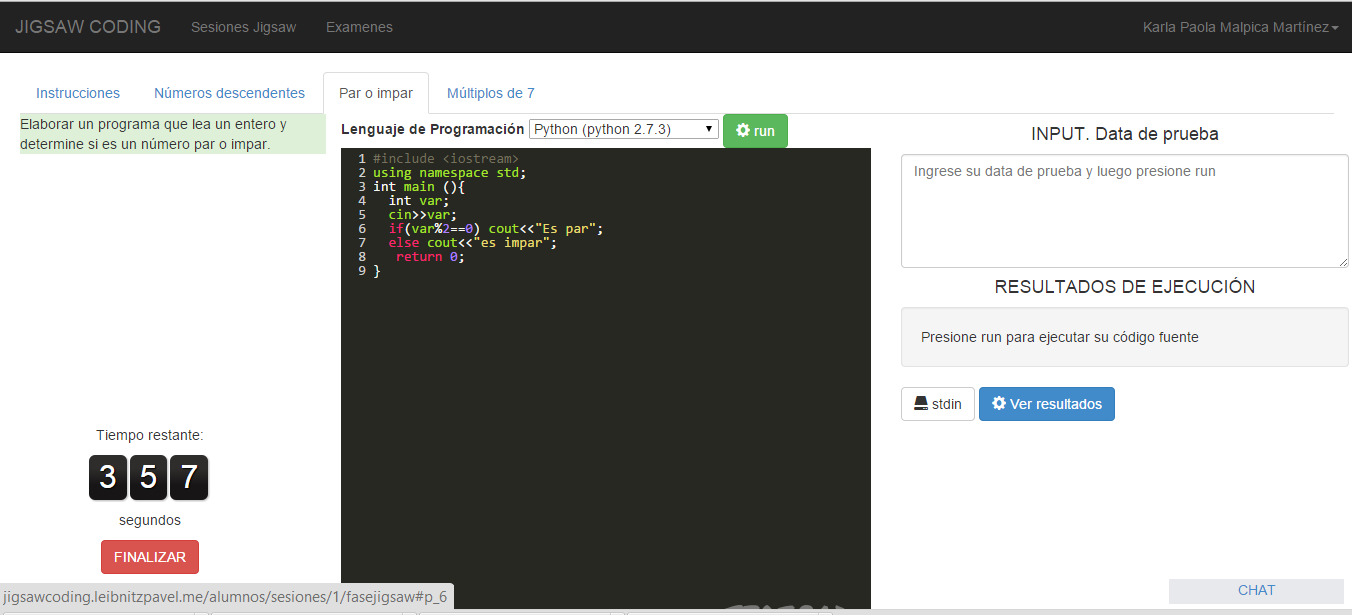 JIGSAW CODING Sesiones Jigsaw Examenes Karla Paola Malpica Martínez
Instrucciones Números descendentes Par o impar Múltiplos de 7
Elaborar un programa que lea un entero y
determine si es un número par o impar.
Lenguaje de Programación Python (python 2.7.3) run
1 #include <iostream>
2 using namespace std;
3 int main (){
4 int var;
5 cin>>var;
6 if(var%2==0) cout<<"Es par";
7 else cout<<"es impar";
8 return 0;
9 }
INPUT. Data de prueba
Ingrese su data de prueba y luego presione run
RESULTADOS DE EJECUCIÓN
Presione run para ejecutar su código fuente
stdin Ver resultados
Tiempo restante:
3 5 7
segundos
FINALIZAR
CHAT
jigsawcoding.leibnitzpavel.me/alumnos/sesiones/1/fasejigsaw#p_6